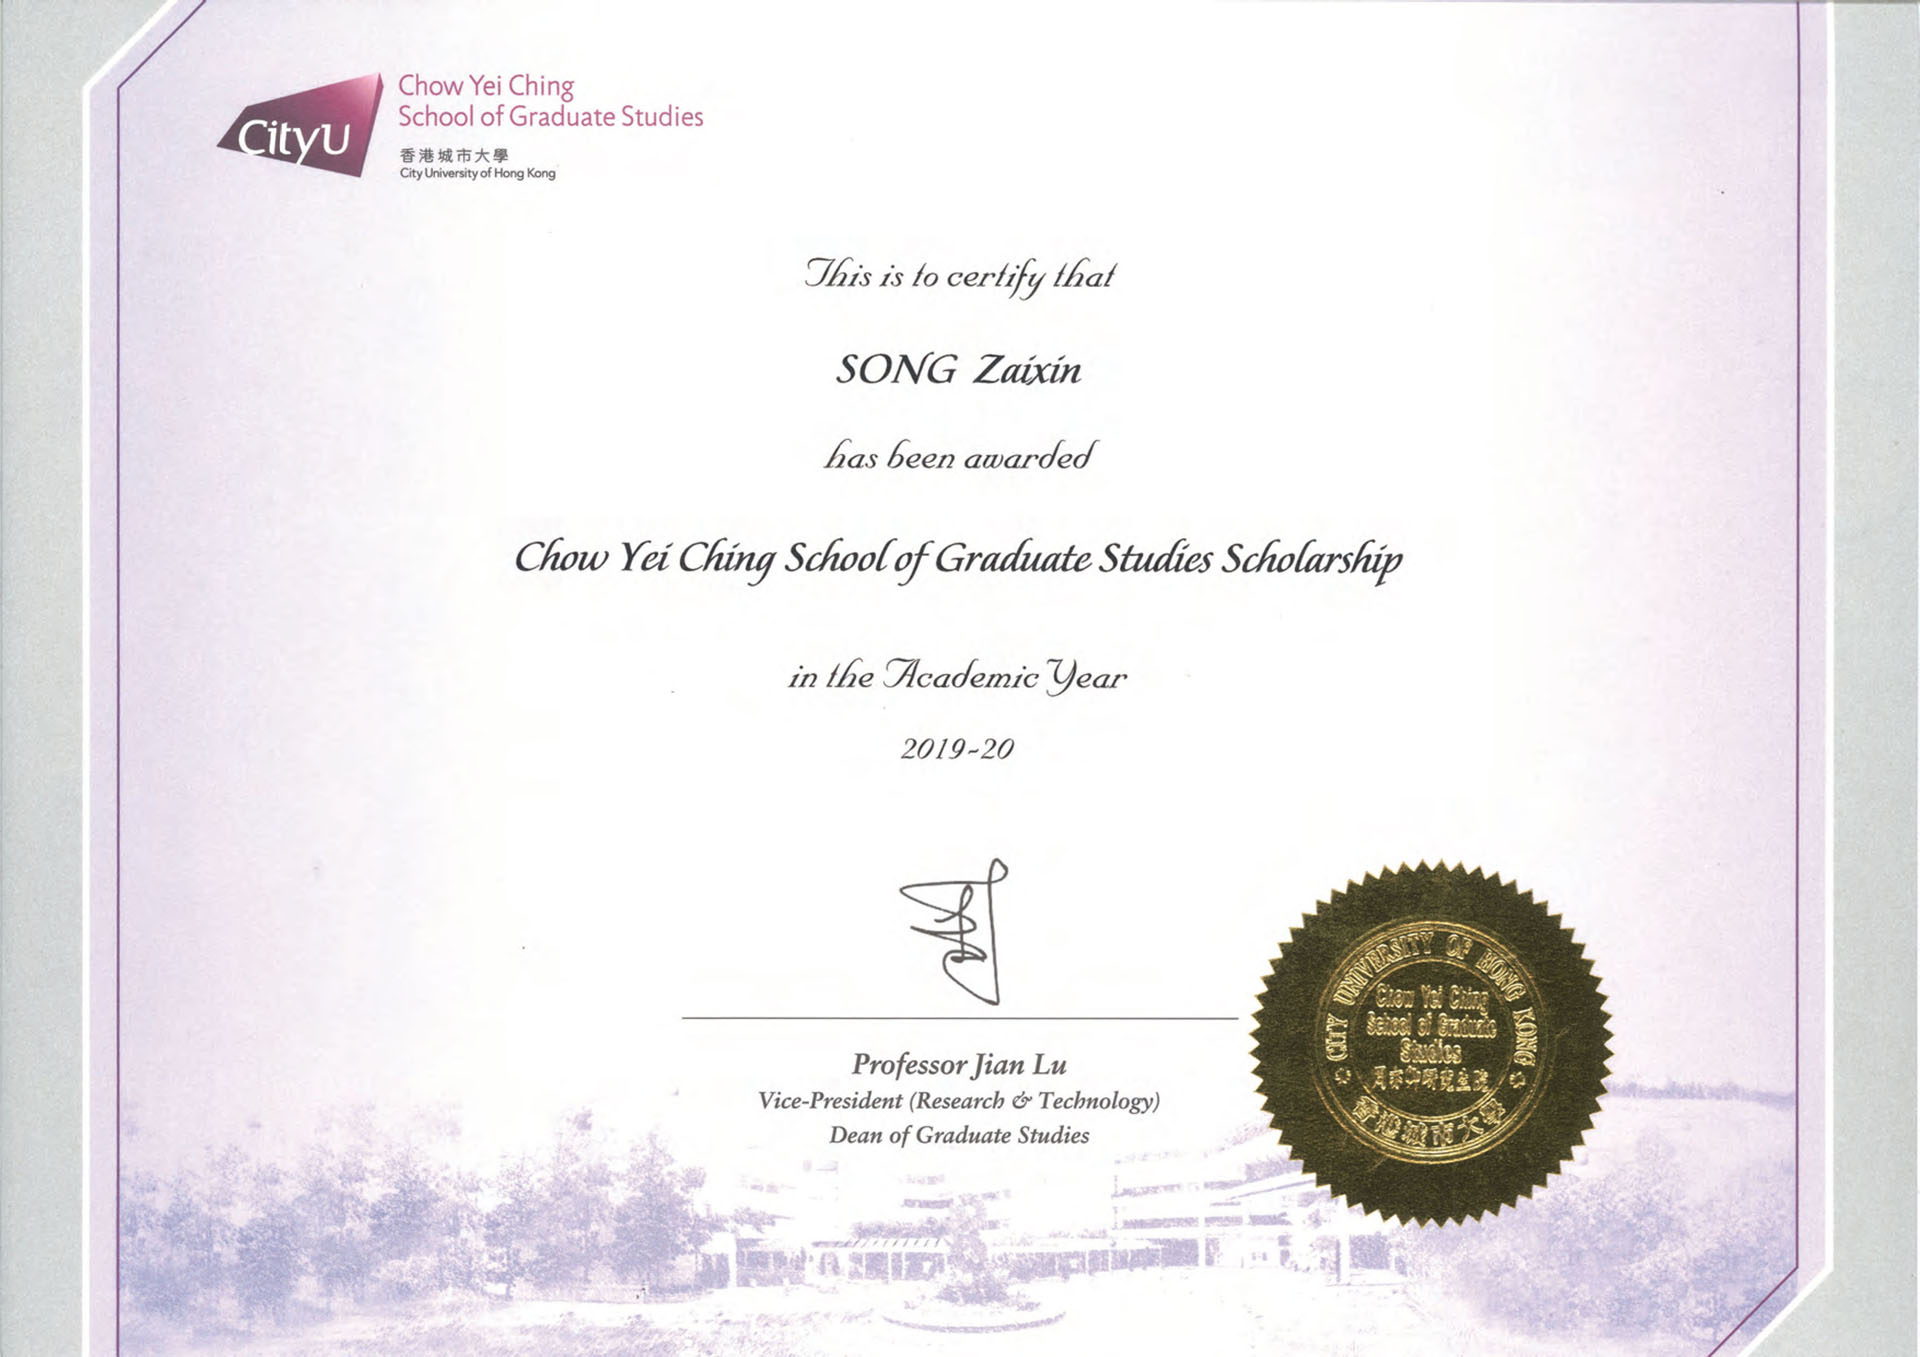 CityU
Chow Yei Ching
School of Graduate Studies
香港城市大學
City University of Hong Kong
This is to certify that
SONG Zaixin
has been awarded
Chow Yei Ching School of Graduate Studies Scholarship
in the Academic Year
2019-20
Professor Jian Lu
Vice-President (Research & Technology)
Dean of Graduate Studies
CITY UNIVERSITY OF HONG KONG
Chow Yei Ching
School of Graduate
Studies
周亦卿研究生院
香港城市大學